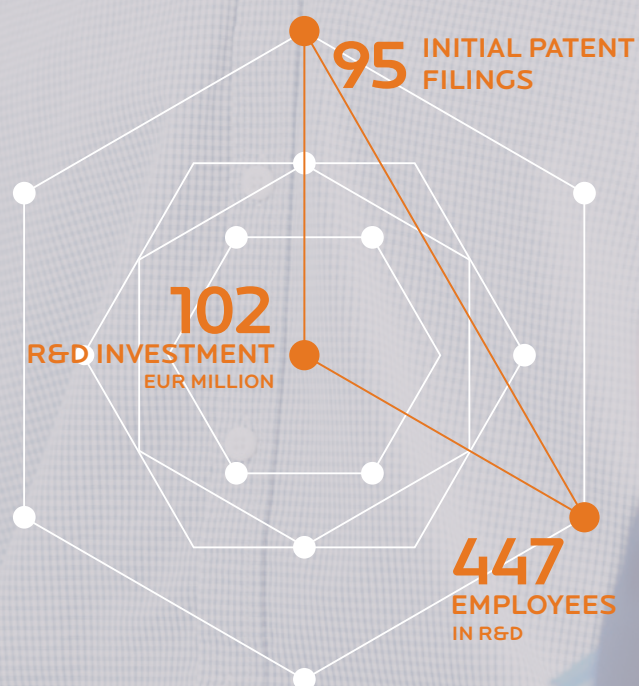 95 INITIAL PATENT
FILINGS
102
R&D INVESTMENT
EUR MILLION
447
EMPLOYEES
IN R&D